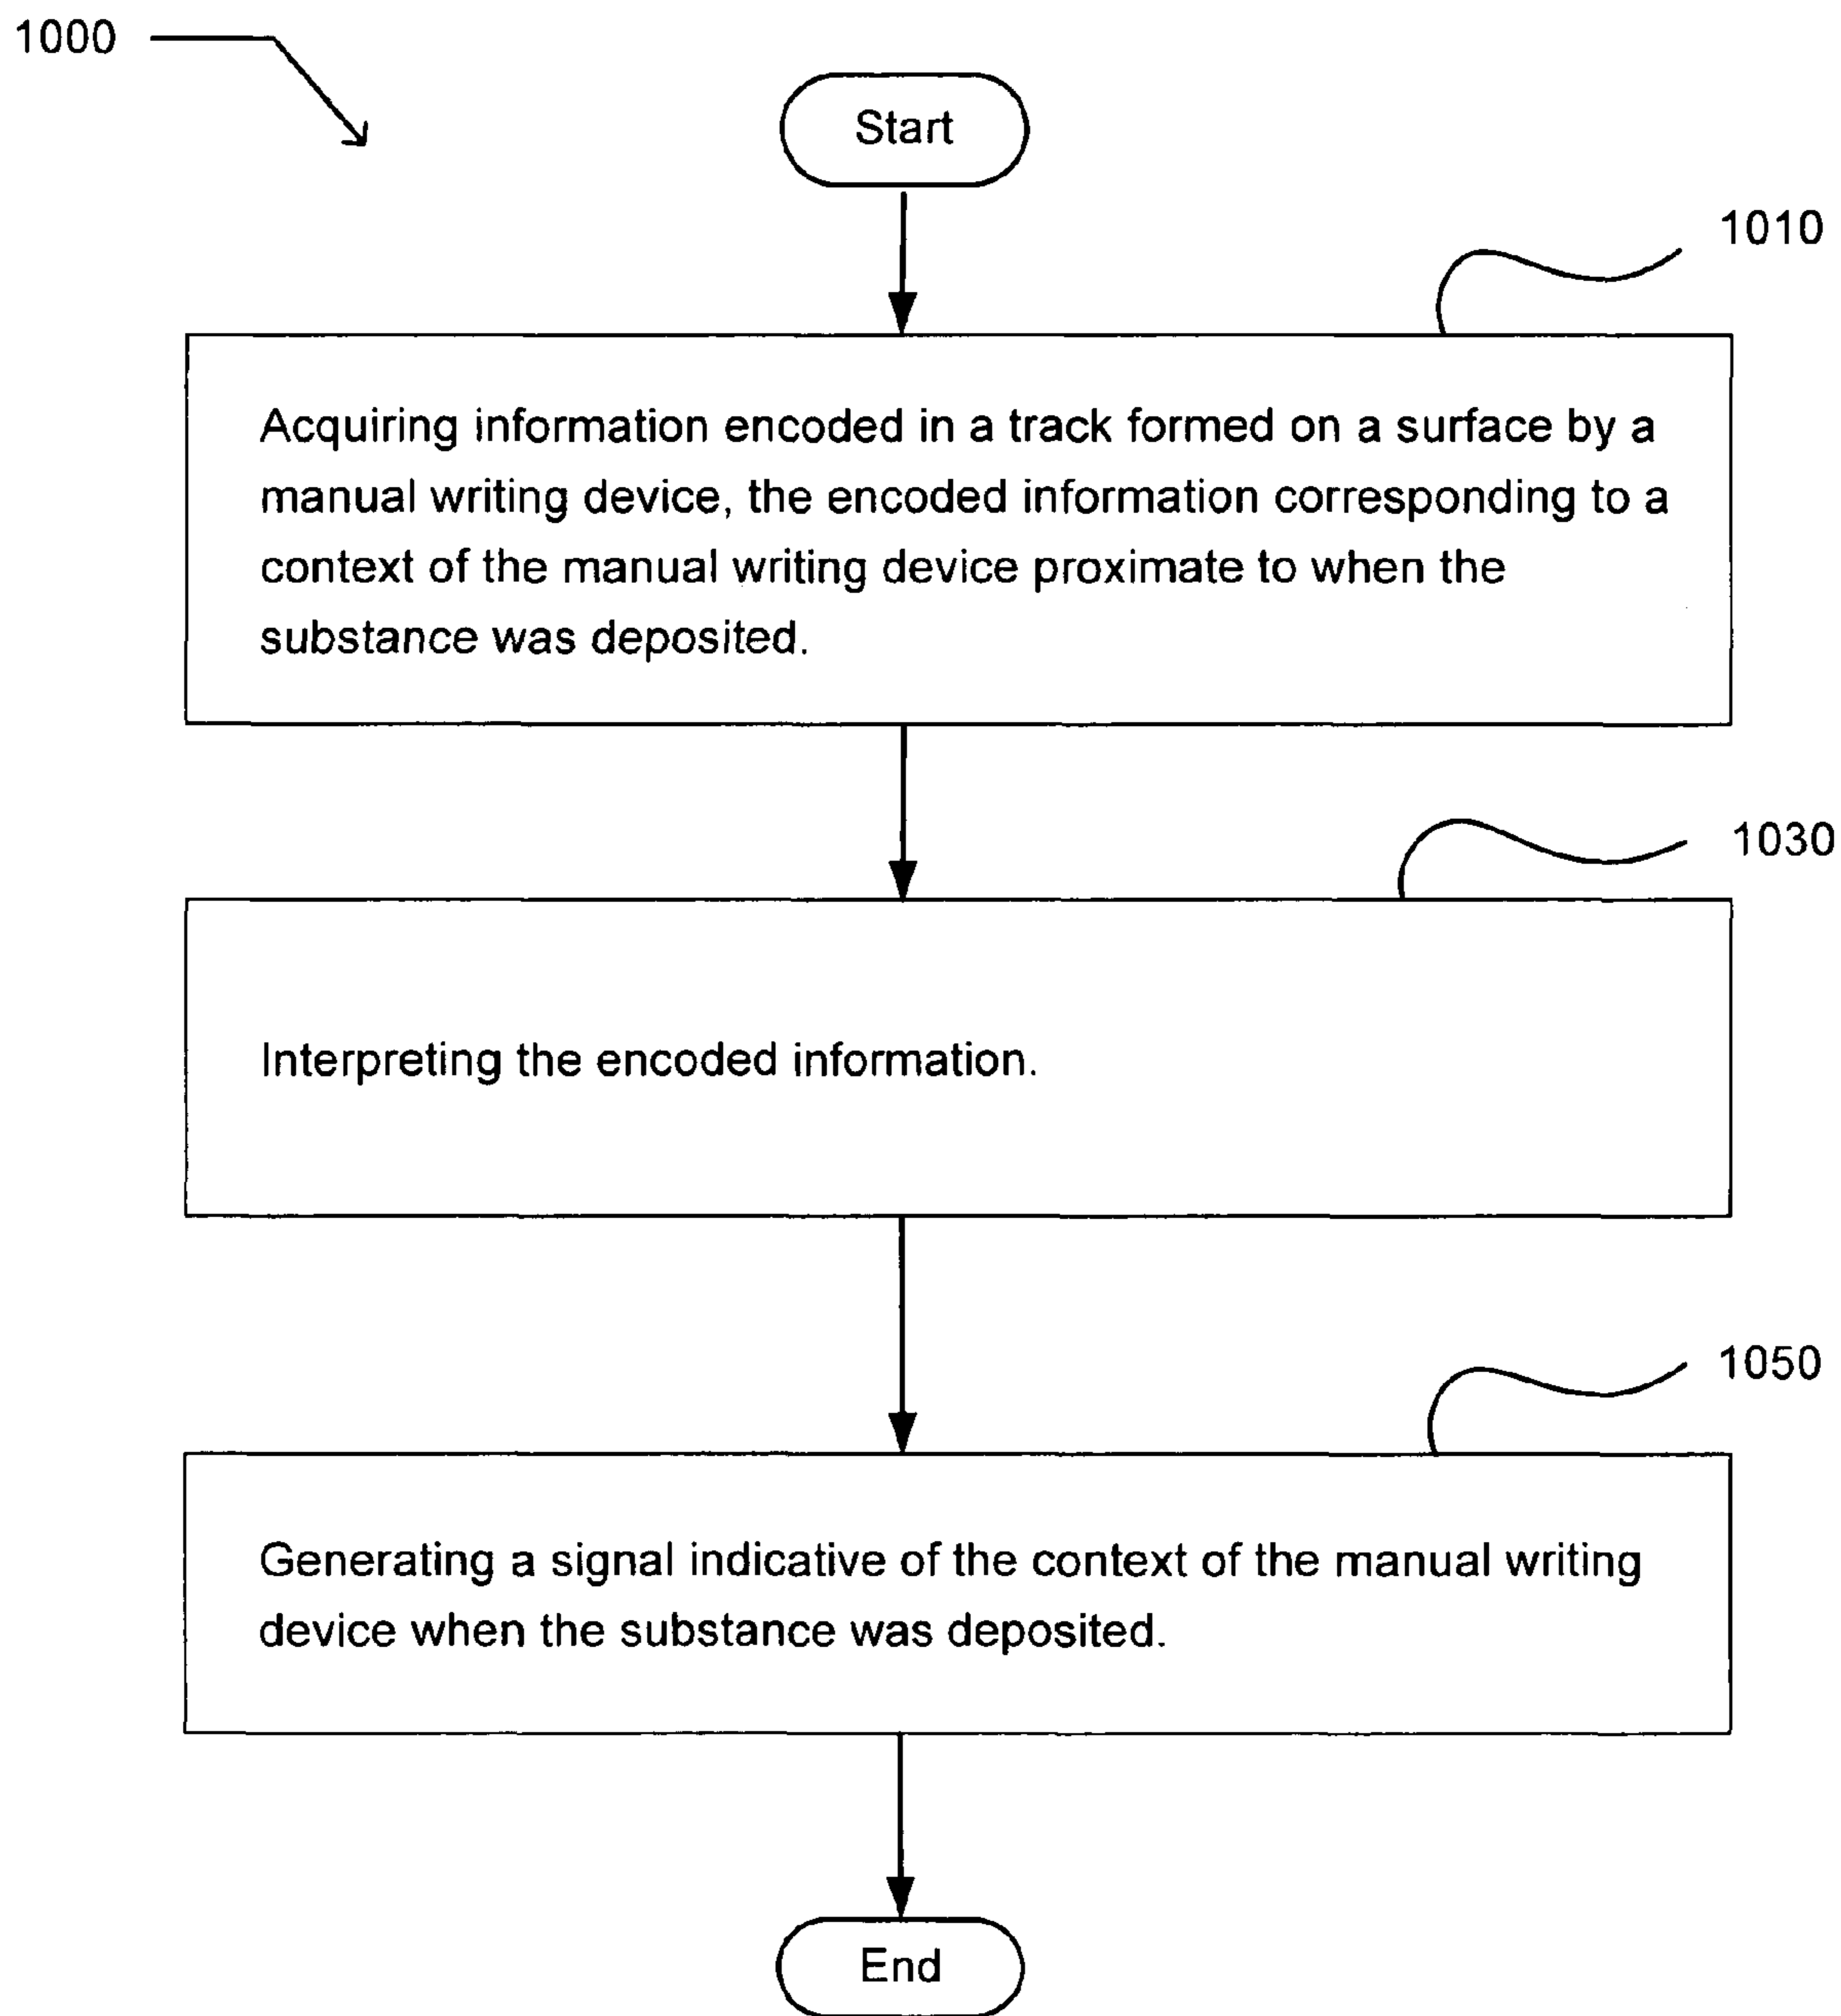 1000
Start
1010
Acquiring information encoded in a track formed on a surface by a
manual writing device, the encoded information corresponding to a
context of the manual writing device proximate to when the
substance was deposited.
1030
Interpreting the encoded information.
1050
Generating a signal indicative of the context of the manual writing
device when the substance was deposited.
End